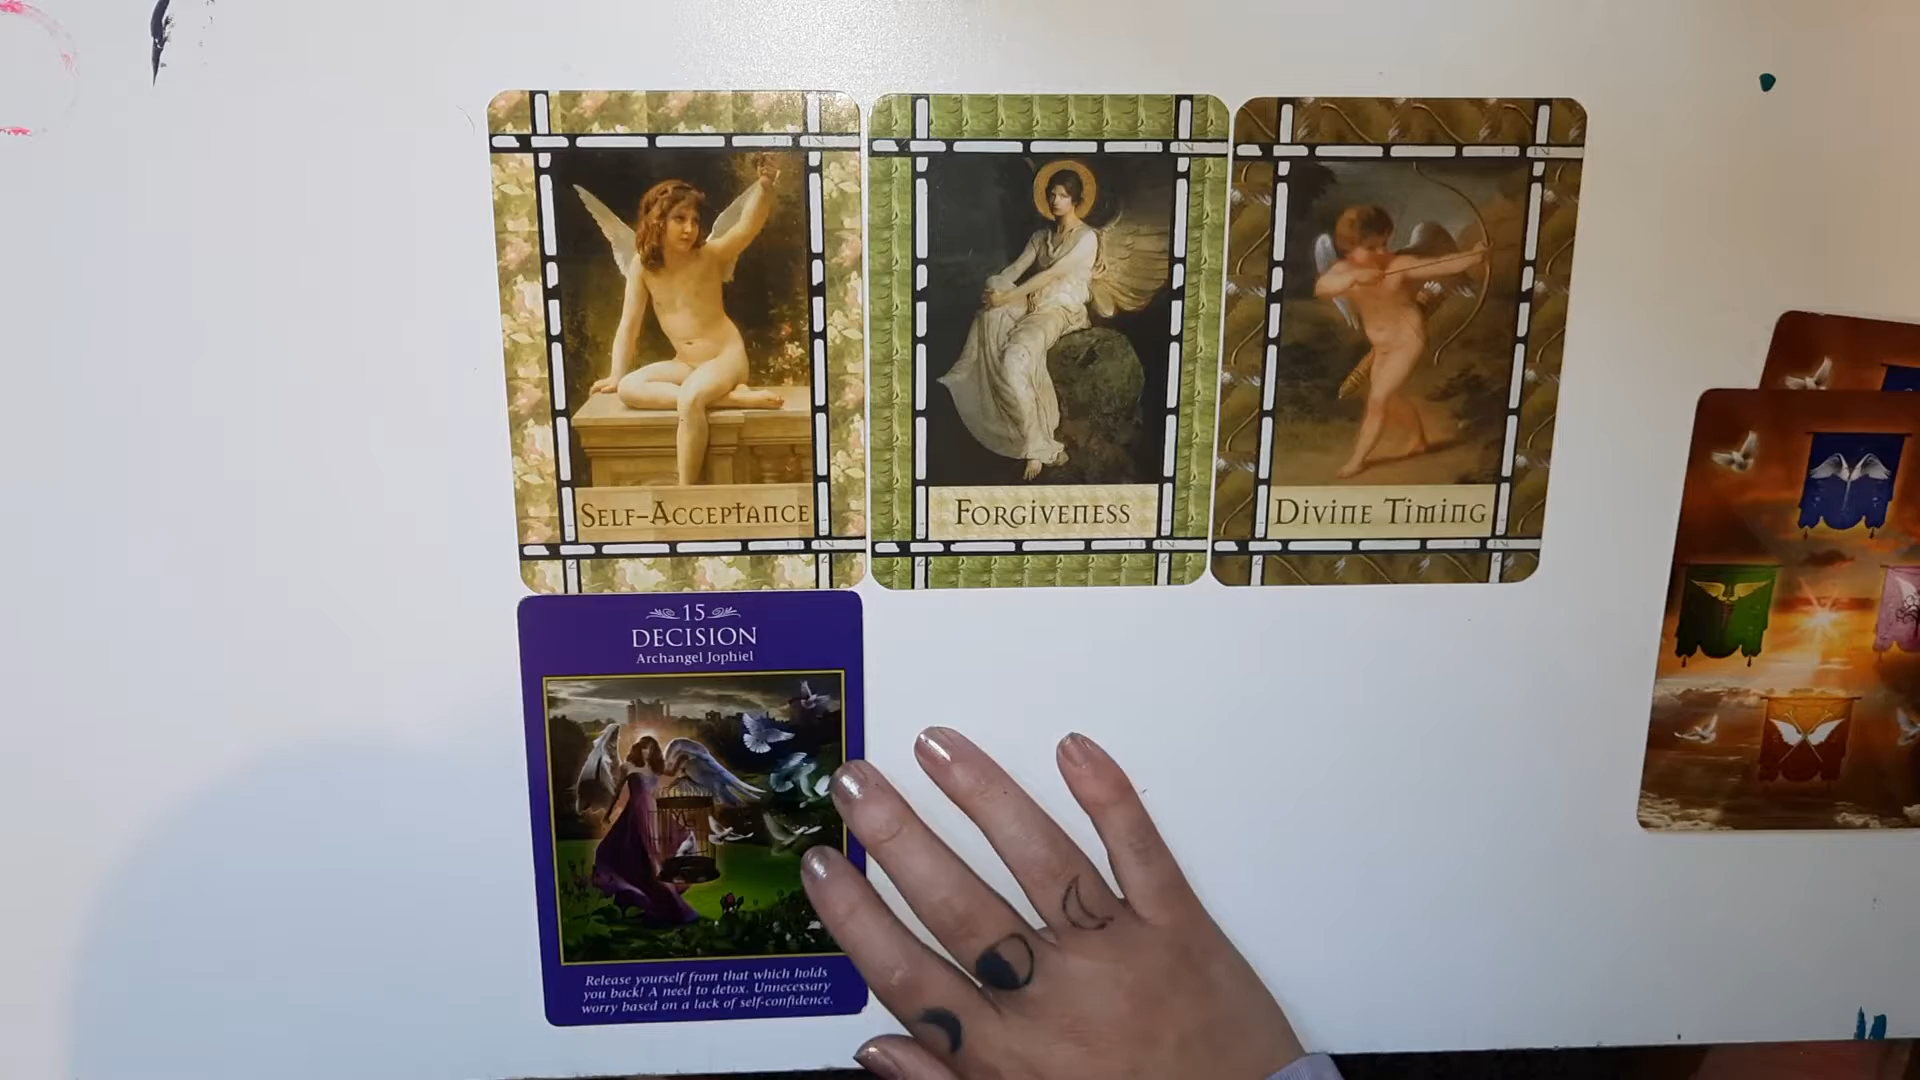 Self-Acceptance
Forgiveness
Divine Timing
15
DECISION
Archangel Jophiel
Release yourself from that which holds
you back! A need to detox. Unnecessary
worry based on a lack of self-confidence.